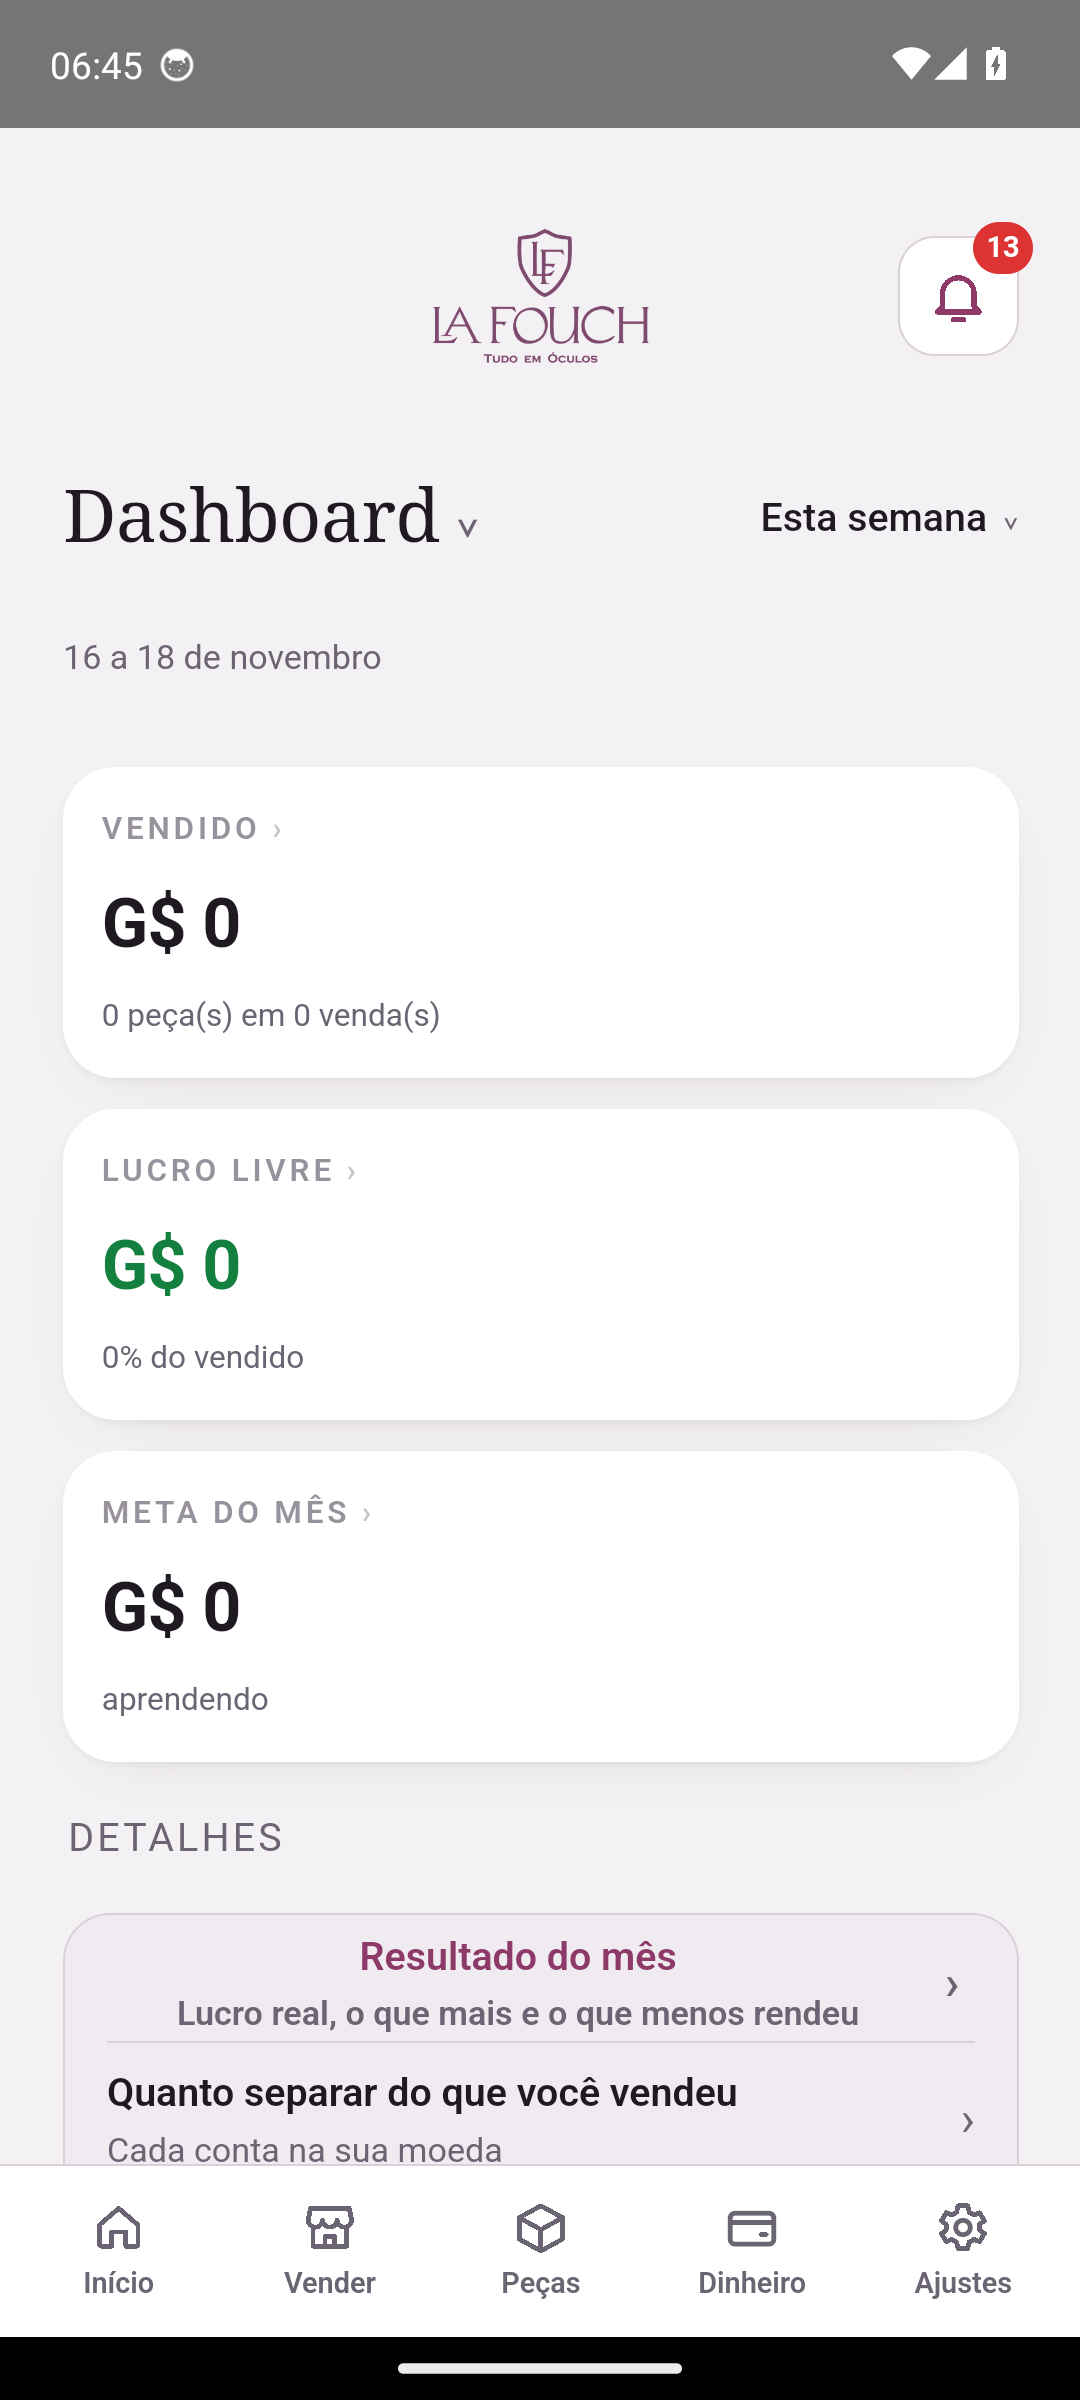 06:45
13
LF
LA FOUCH
TUDO EM ÓCULOS
Dashboard
Esta semana
16 a 18 de novembro
VENDIDO ›
G$ 0
0 peça(s) em 0 venda(s)
LUCRO LIVRE ›
G$ 0
0% do vendido
META DO MÊS ›
G$ 0
aprendendo
DETALHES
Resultado do mês
Lucro real, o que mais e o que menos rendeu
›
Quanto separar do que você vendeu
Cada conta na sua moeda
›
Início
Vender
Peças
Dinheiro
Ajustes